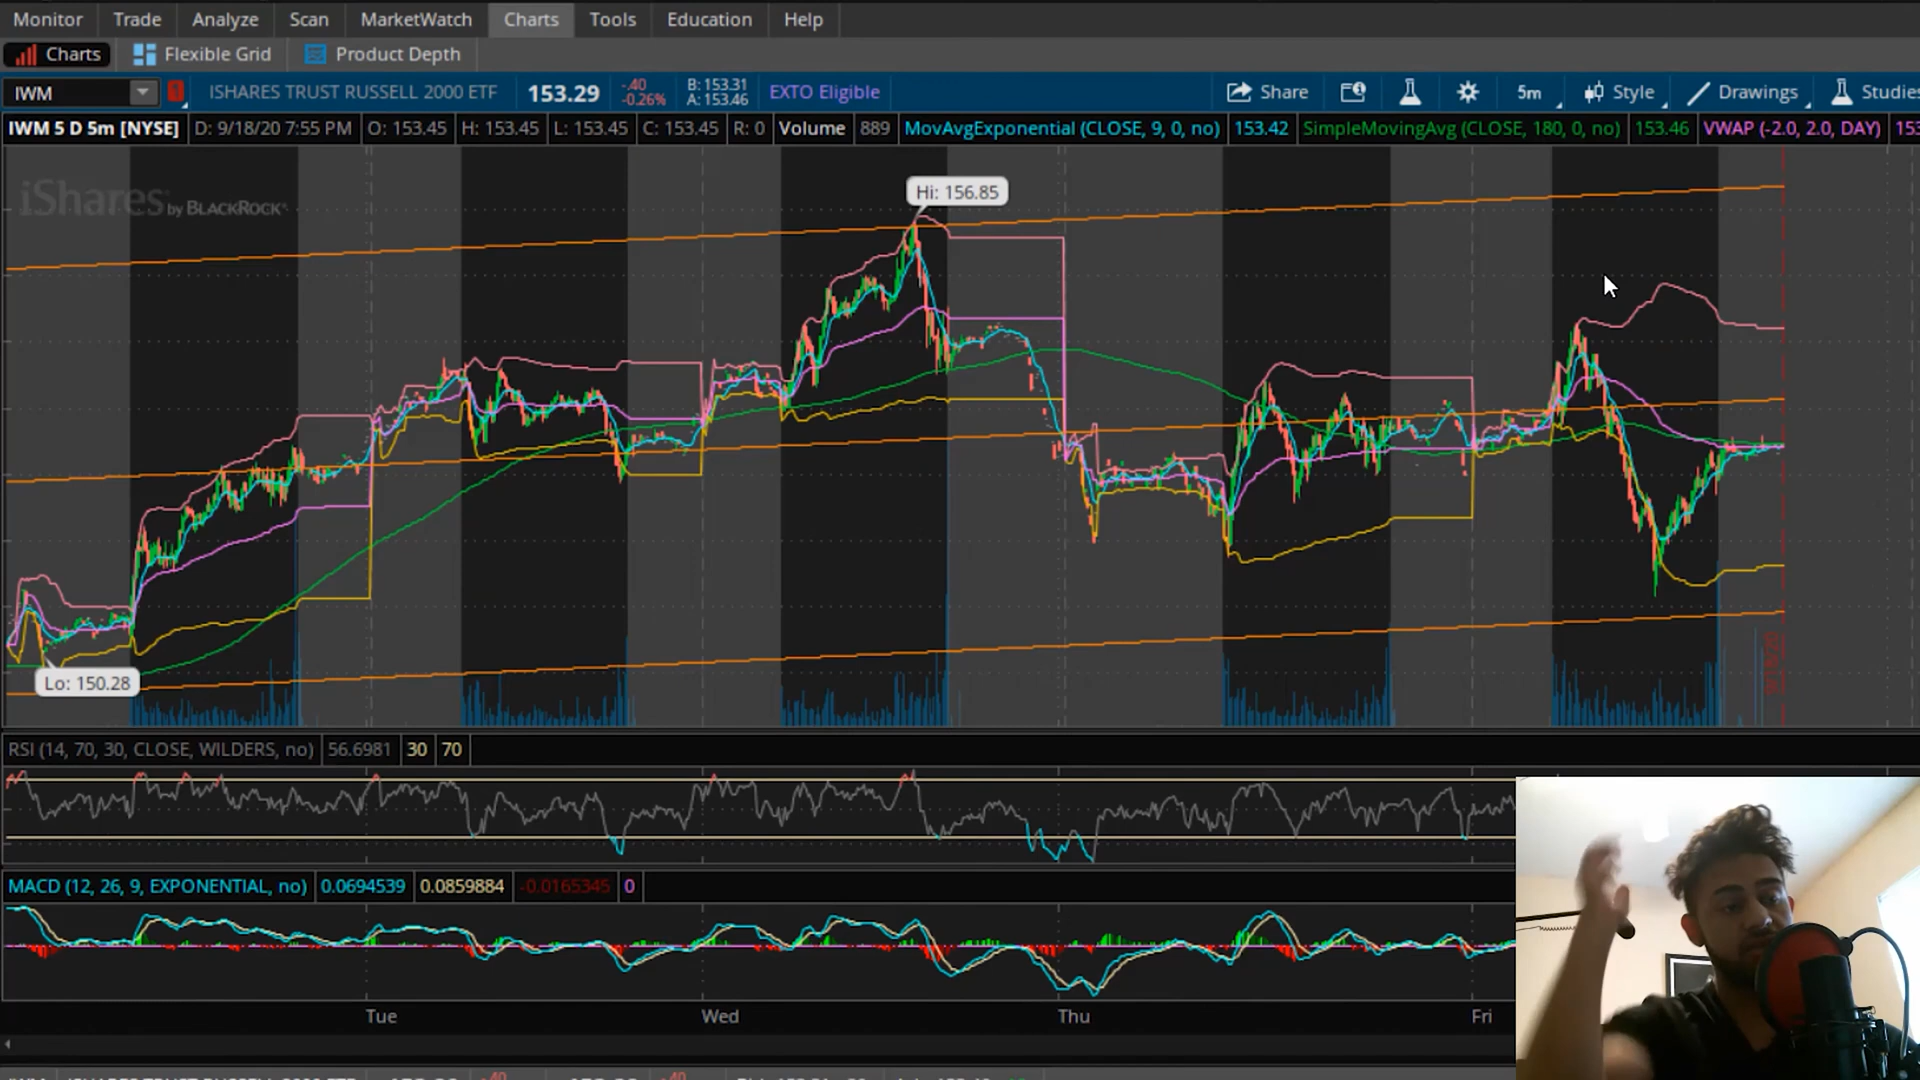 Monitor Trade Analyze Scan MarketWatch Charts Tools Education Help
Charts Flexible Grid Product Depth
IWM 1 ISHARES TRUST RUSSELL 2000 ETF 153.29 -.40 -0.26% B: 153.31 A: 153.46 EXTO Eligible Share 5m Style Drawings Studies
IWM 5 D 5m [NYSE] D: 9/18/20 7:55 PM O: 153.45 H: 153.45 L: 153.45 C: 153.45 R: 0 Volume 889 MovAvgExponential (CLOSE, 9, 0, no) 153.42 SimpleMovingAvg (CLOSE, 180, 0, no) 153.46 VWAP (-2.0, 2.0, DAY) 153
iShares by BLACKROCK
Hi: 156.85
Lo: 150.28
RSI (14, 70, 30, CLOSE, WILDERS, no) 56.6981 30 70
MACD (12, 26, 9, EXPONENTIAL, no) 0.0694539 0.0859884 -0.0165345 0
Tue Wed Thu Fri